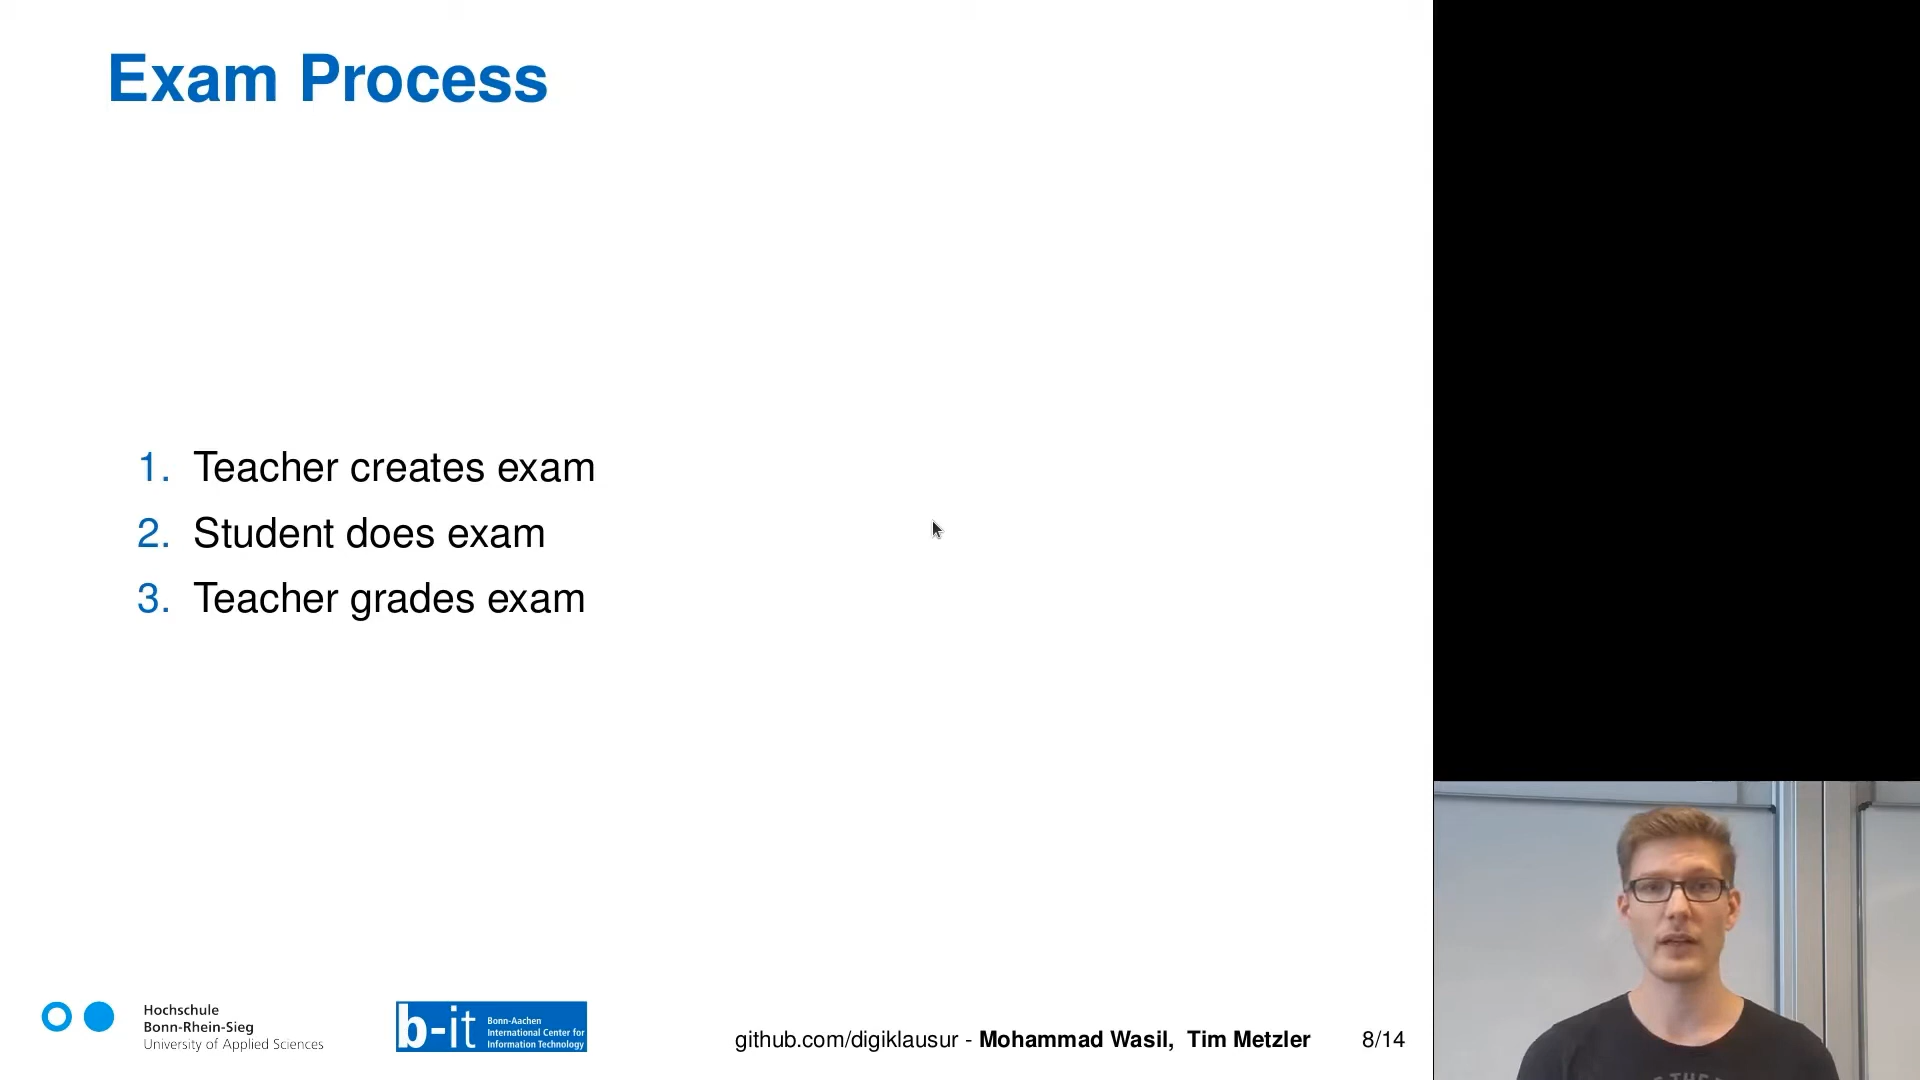 Exam Process
1. Teacher creates exam
2. Student does exam
3. Teacher grades exam
Hochschule
Bonn-Rhein-Sieg
University of Applied Sciences
b-it
Bonn-Aachen
International Center for
Information Technology
github.com/digiklausur - Mohammad Wasil, Tim Metzler 8/14
THE